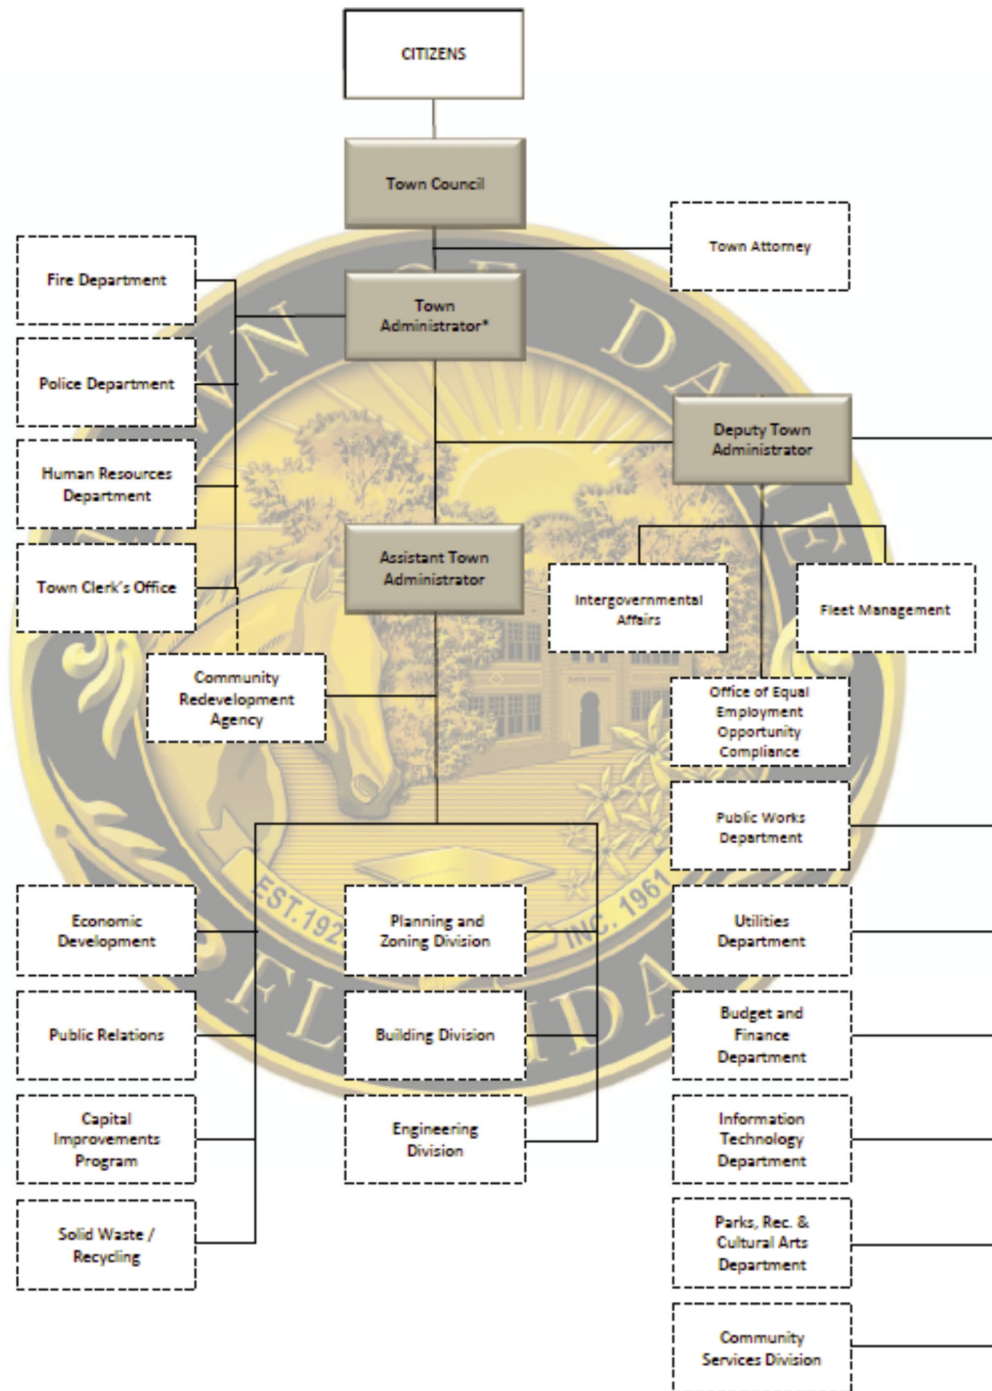 CITIZENS
Town Council
Town Attorney
Fire Department
Town
Administrator*
Police Department
Deputy Town
Administrator
Human Resources
Department
Assistant Town
Administrator
Town Clerk's Office
Intergovernmental
Affairs
Fleet Management
Community
Redevelopment
Agency
Office of Equal
Employment
Opportunity
Compliance
Public Works
Department
Economic
Development
Planning and
Zoning Division
Utilities
Department
Public Relations
Building Division
Budget and
Finance
Department
Capital
Improvements
Program
Engineering
Division
Information
Technology
Department
Solid Waste /
Recycling
Parks, Rec. &
Cultural Arts
Department
Community
Services Division
EST. 192
INC. 1961